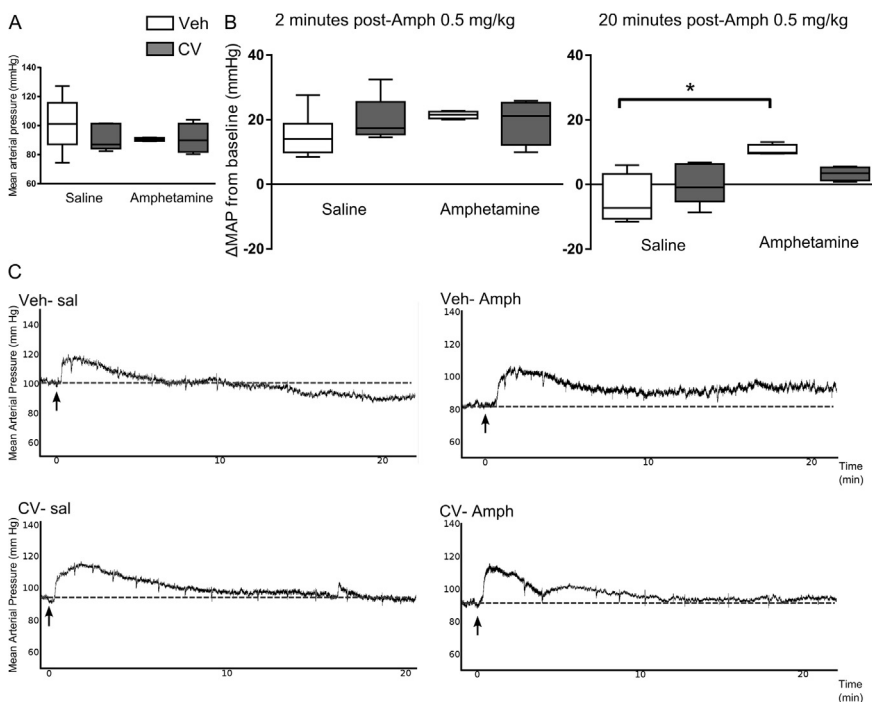 A
Veh
CV
Mean arterial pressure (mmHg)
140
120
100
80
60
Saline
Amphetamine
B
2 minutes post-Amph 0.5 mg/kg
20 minutes post-Amph 0.5 mg/kg
ΔMAP from baseline (mmHg)
40
20
0
-20
Saline
Amphetamine
40
20
0
-20
*
Saline
Amphetamine
C
Veh- sal
Mean Arterial Pressure (mm Hg)
140
120
100
80
60
0
10
20
Veh- Amph
140
120
100
80
60
0
10
20
Time
(min)
CV- sal
Mean Arterial Pressure (mm Hg)
140
120
100
80
60
0
10
20
CV- Amph
140
120
100
80
60
0
10
20
Time
(min)